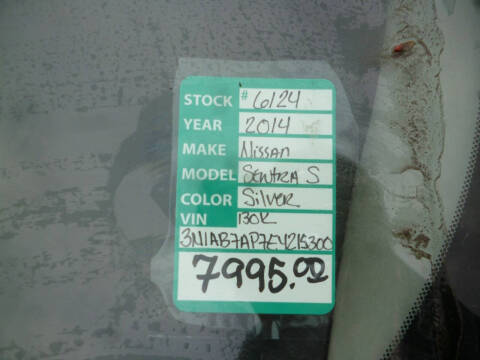 STOCK # 6124
YEAR 2014
MAKE Nissan
MODEL Sentra S
COLOR Silver
VIN 130K
3N1AB7AP7EY215300
7995.00